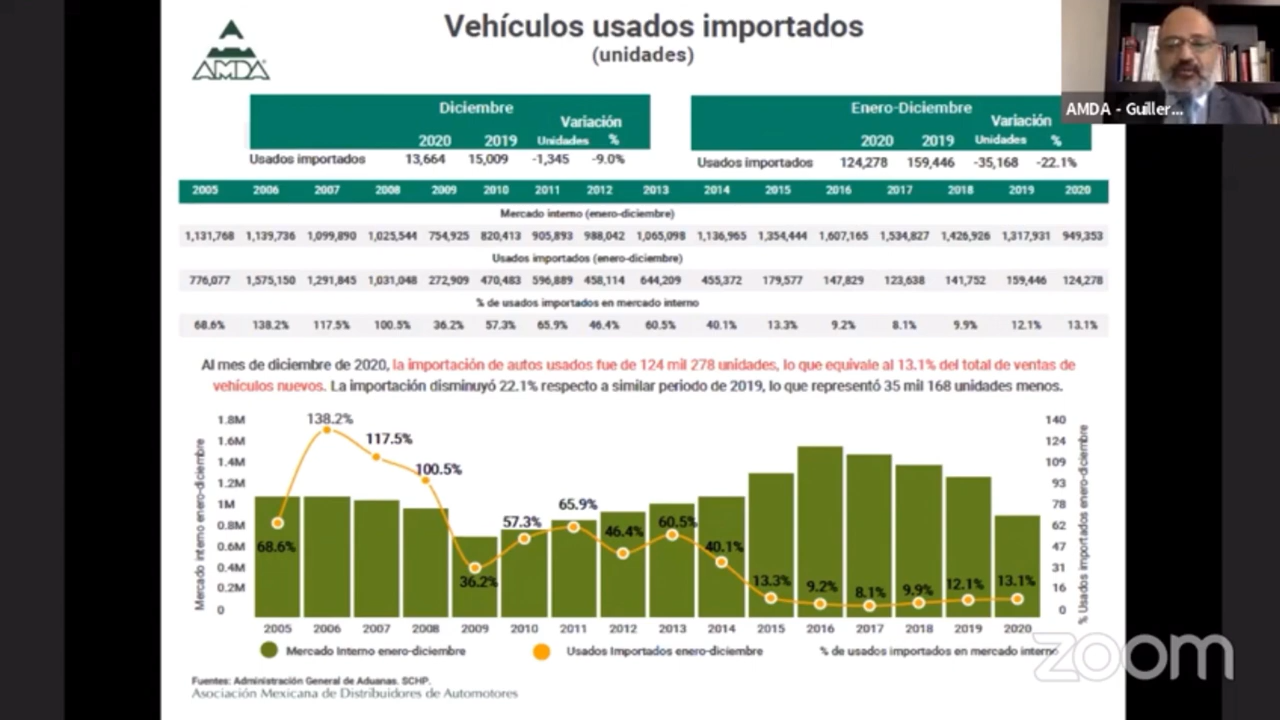 Vehículos usados importados
(unidades)
AMDA
AMDA - Guiller...
Diciembre
Variación
2020 2019 Unidades %
Usados importados 13,664 15,009 -1,345 -9.0%
Enero-Diciembre
Variación
2020 2019 Unidades %
Usados importados 124,278 159,446 -35,168 -22.1%
2005 2006 2007 2008 2009 2010 2011 2012 2013 2014 2015 2016 2017 2018 2019 2020
Mercado interno (enero-diciembre)
1,131,768 1,139,736 1,099,890 1,025,544 754,925 820,413 905,893 988,042 1,065,098 1,136,965 1,354,444 1,607,165 1,534,827 1,426,926 1,317,931 949,353
Usados importados (enero-diciembre)
776,077 1,575,150 1,291,845 1,031,048 272,909 470,483 596,889 458,114 644,209 455,372 179,577 147,829 123,638 141,752 159,446 124,278
% de usados importados en mercado interno
68.6% 138.2% 117.5% 100.5% 36.2% 57.3% 65.9% 46.4% 60.5% 40.1% 13.3% 9.2% 8.1% 9.9% 12.1% 13.1%
Al mes de diciembre de 2020, la importación de autos usados fue de 124 mil 278 unidades, lo que equivale al 13.1% del total de ventas de
vehículos nuevos. La importación disminuyó 22.1% respecto a similar periodo de 2019, lo que representó 35 mil 168 unidades menos.
Mercado interno enero-diciembre
1.8M
1.6M
1.4M
1.2M
1M
0.8M
0.6M
0.4M
0.2M
0
68.6% 138.2% 117.5% 100.5% 36.2% 57.3% 65.9% 46.4% 60.5% 40.1% 13.3% 9.2% 8.1% 9.9% 12.1% 13.1%
140
124
109
93
78
62
47
31
16
0
% Usados importados enero-diciembre
2005 2006 2007 2008 2009 2010 2011 2012 2013 2014 2015 2016 2017 2018 2019 2020
Mercado Interno enero-diciembre Usados Importados enero-diciembre % de usados importados en mercado interno
zoom
Fuentes: Administración General de Aduanas. SCHP.
Asociación Mexicana de Distribuidores de Automotores